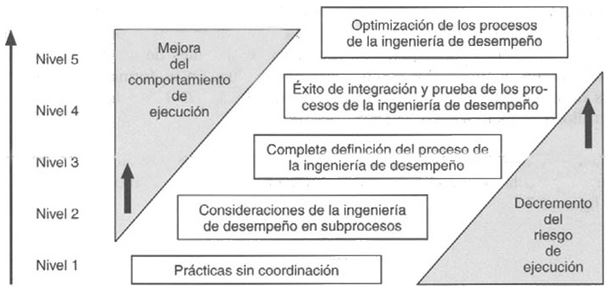 Optimización de los procesos
de la ingeniería de desempeño
Mejora
del
comportamiento
de
ejecución
Nivel 5
Éxito de integración y prueba de los pro-
cesos de la ingeniería de desempeño
Nivel 4
Completa definición del proceso de
la ingeniería de desempeño
Nivel 3
Consideraciones de la ingeniería
de desempeño en subprocesos
Nivel 2
Decremento
del
riesgo
de
ejecución
Nivel 1
Prácticas sin coordinación